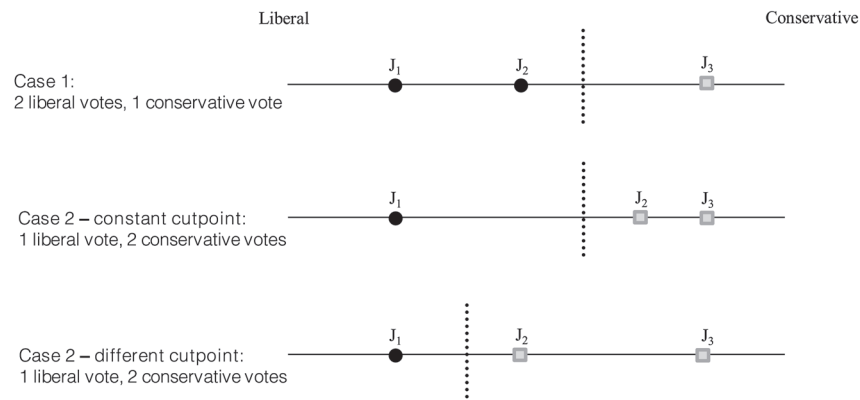 Liberal Conservative
J1 J2 J3
Case 1:
2 liberal votes, 1 conservative vote
J1 J2 J3
Case 2 – constant cutpoint:
1 liberal vote, 2 conservative votes
J1 J2 J3
Case 2 – different cutpoint:
1 liberal vote, 2 conservative votes